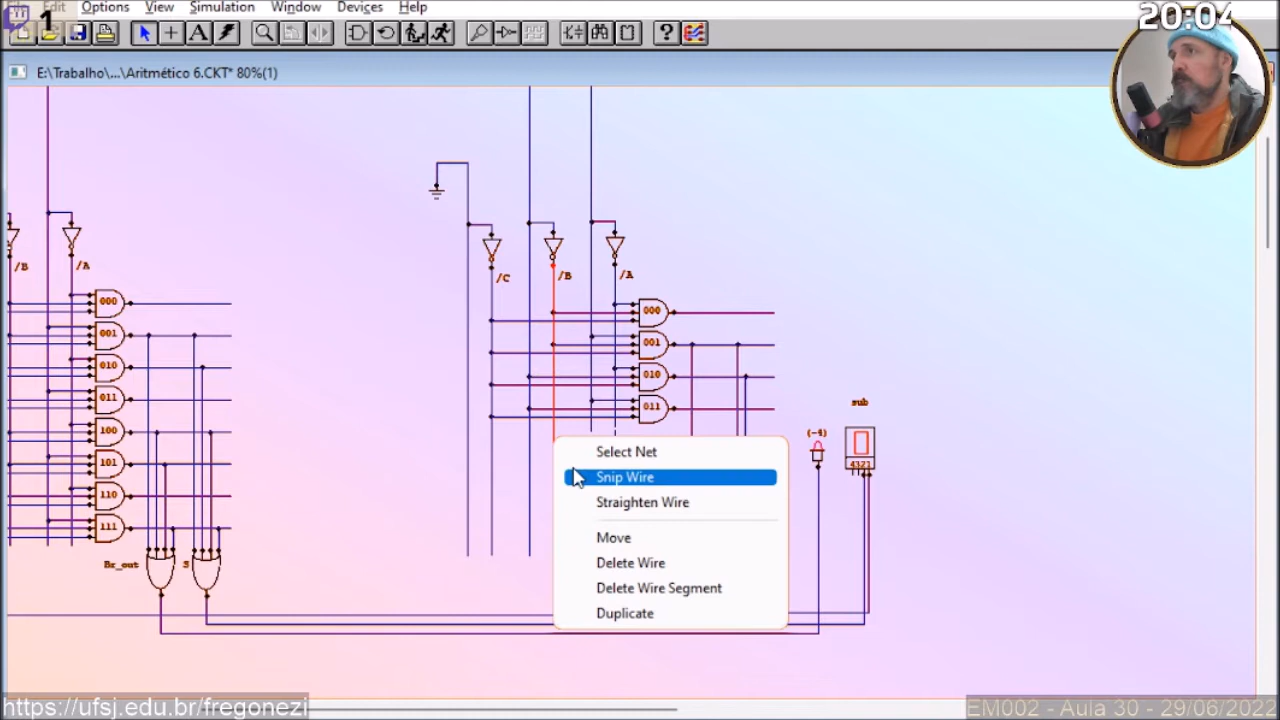 1
20:04
Edit Options View Simulation Window Devices Help
A ?
E:\Trabalho\...\Aritmético 6.CKT* 80%(1)
/B
/A
000
001
010
011
100
101
110
111
Br_out
S
/C
/B
/A
000
001
010
011
sub
(-4)
4321
Select Net
Snip Wire
Straighten Wire
Move
Delete Wire
Delete Wire Segment
Duplicate
https://ufsj.edu.br/fregonezi
EM002 - Aula 30 - 29/06/2022